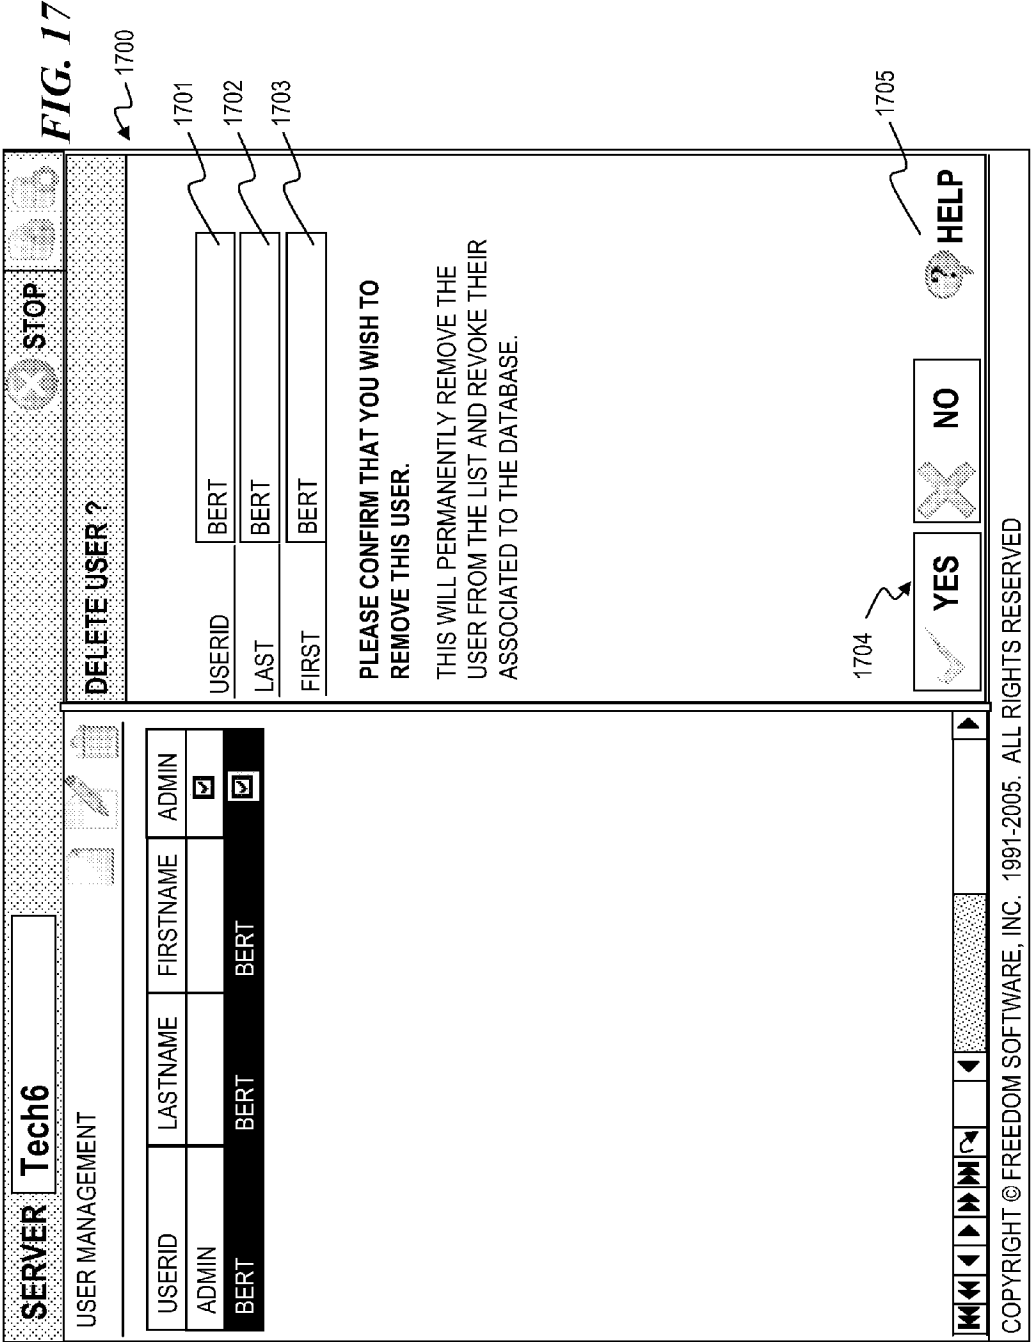 FIG. 17
1700
SERVER Tech6 STOP
USER MANAGEMENT
USERID LASTNAME FIRSTNAME ADMIN
ADMIN
BERT BERT BERT
DELETE USER ?
USERID BERT
LAST BERT
FIRST BERT
1701
1702
1703
PLEASE CONFIRM THAT YOU WISH TO
REMOVE THIS USER.
THIS WILL PERMANENTLY REMOVE THE
USER FROM THE LIST AND REVOKE THEIR
ASSOCIATED TO THE DATABASE.
1704
1705
YES NO ? HELP
COPYRIGHT © FREEDOM SOFTWARE, INC. 1991-2005. ALL RIGHTS RESERVED